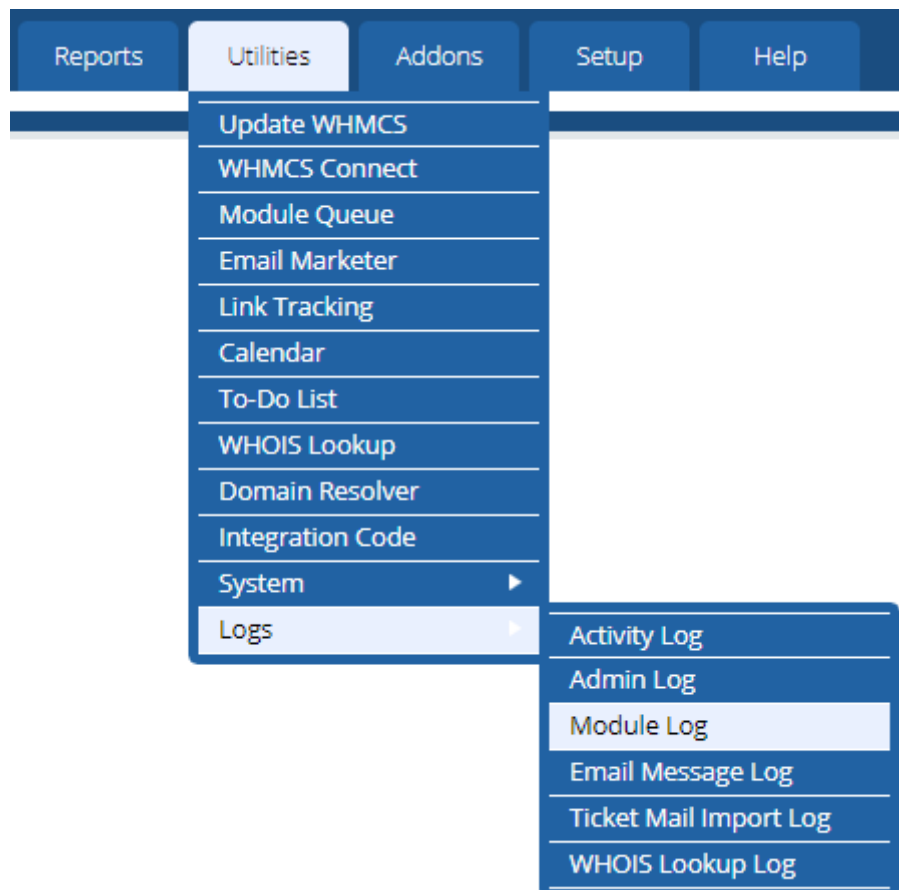 Reports Utilities Addons Setup Help
Update WHMCS
WHMCS Connect
Module Queue
Email Marketer
Link Tracking
Calendar
To-Do List
WHOIS Lookup
Domain Resolver
Integration Code
System
Logs
Activity Log
Admin Log
Module Log
Email Message Log
Ticket Mail Import Log
WHOIS Lookup Log